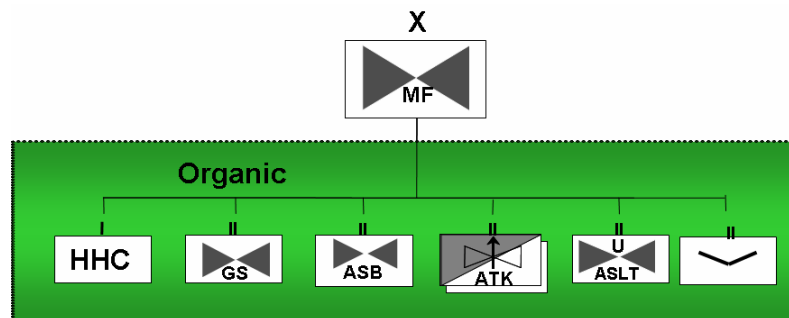 X
MF
Organic
I II II II II II
HHC GS ASB ATK U ASLT